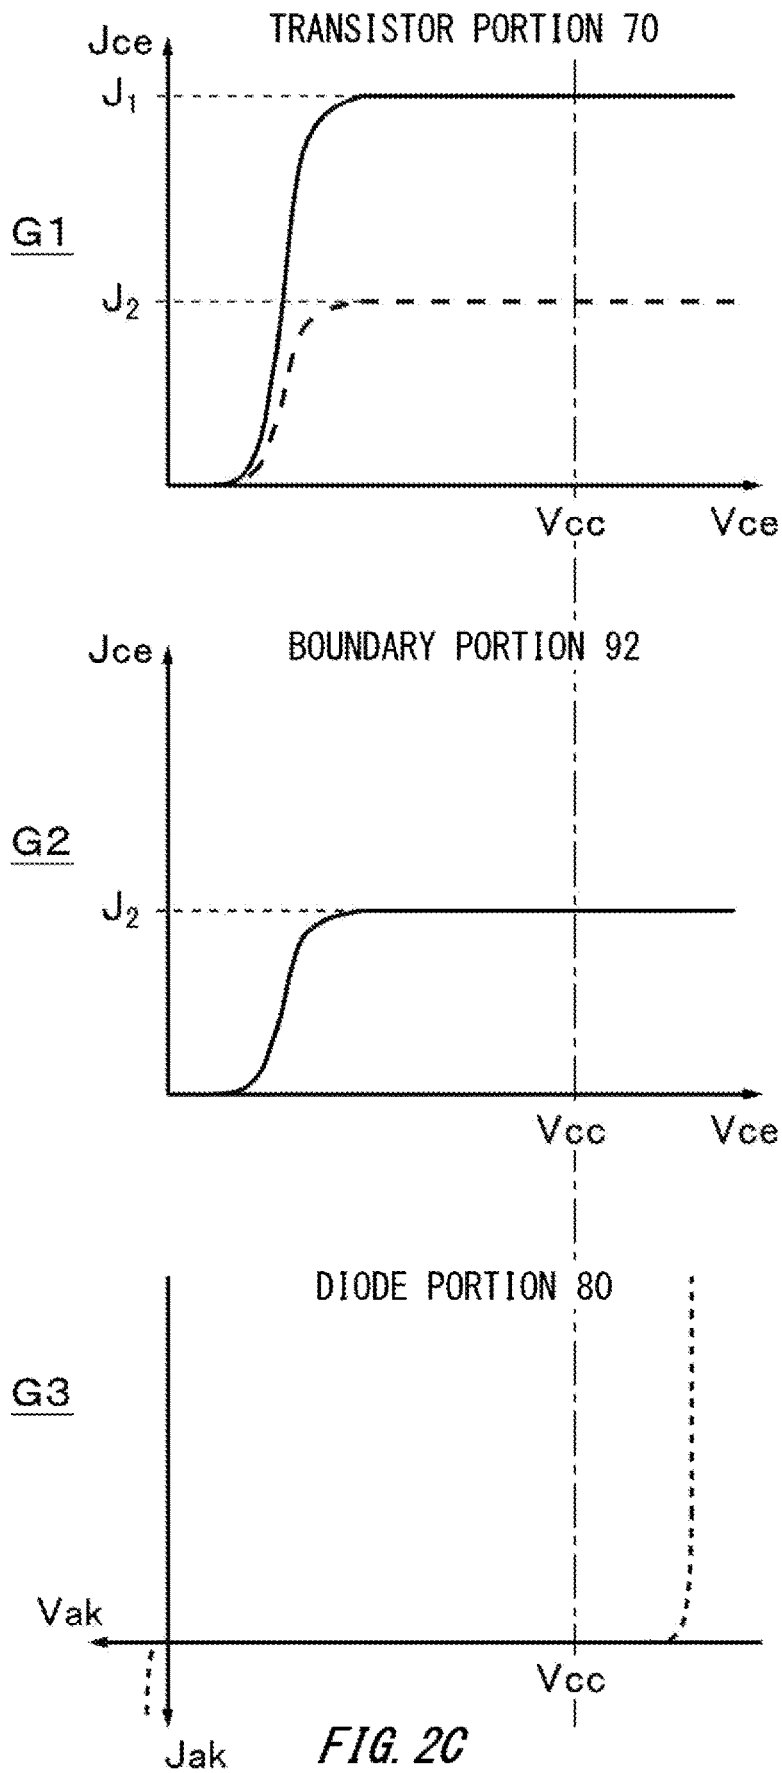 TRANSISTOR PORTION 70
Jce
J1
G1
J2
Vcc
Vce
BOUNDARY PORTION 92
Jce
G2
J2
Vcc
Vce
DIODE PORTION 80
G3
Vak
Vcc
Jak
FIG. 2C